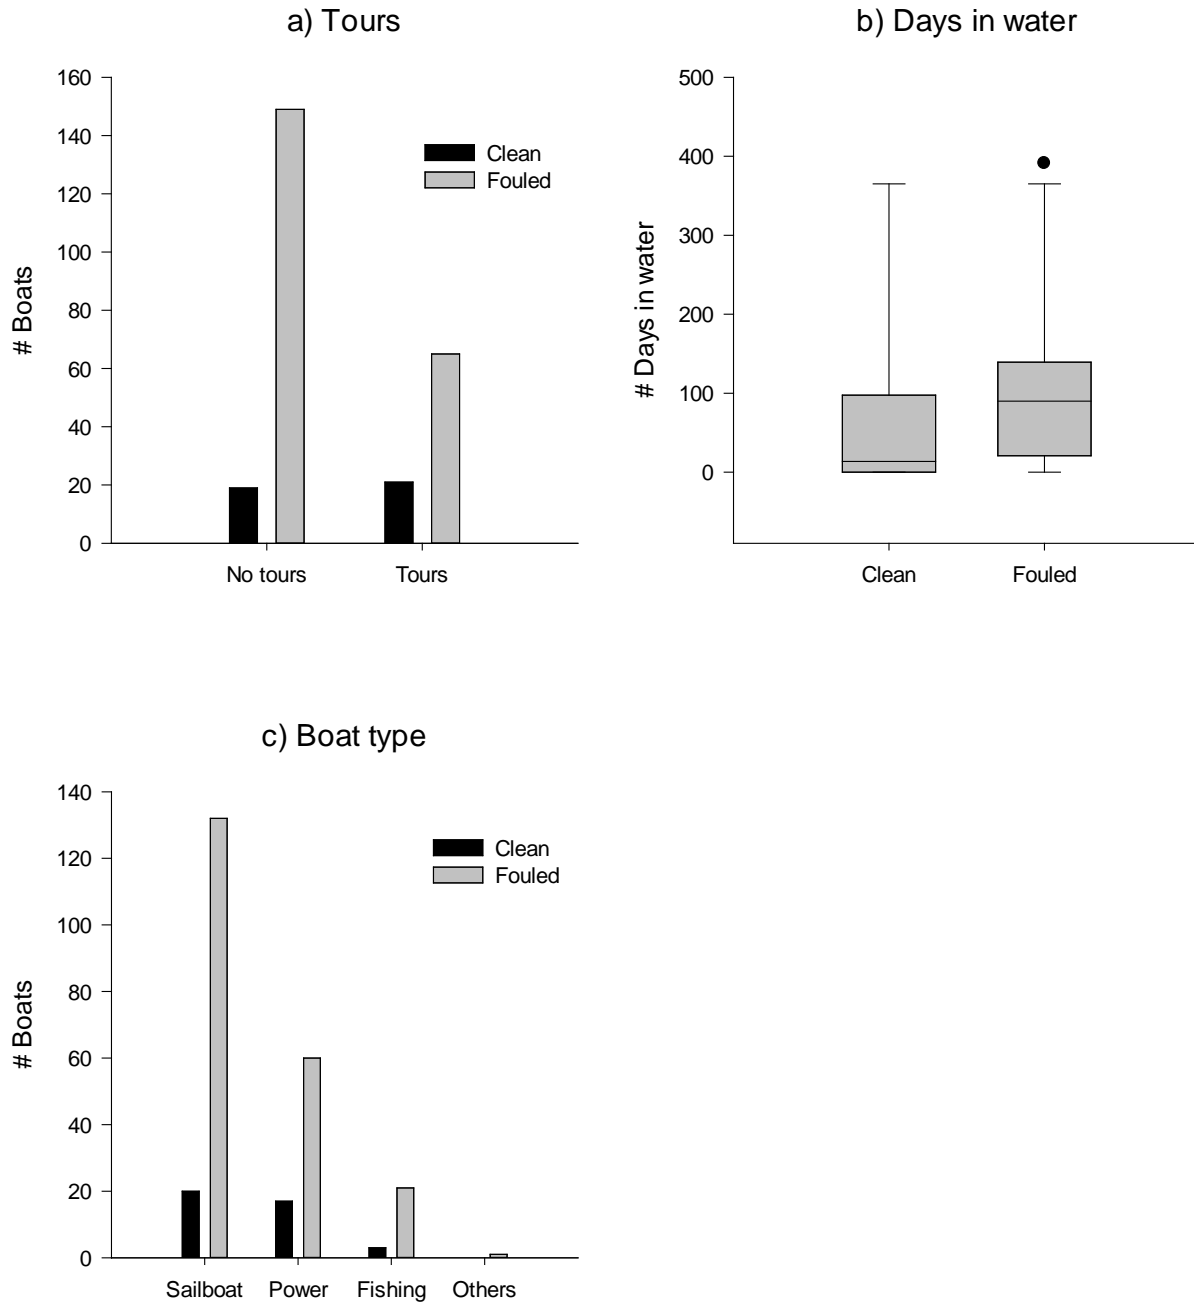 a) Tours
160
140
120
100
80
60
40
20
0
# Boats
Clean
Fouled
No tours
Tours
b) Days in water
500
400
300
200
100
0
# Days in water
Clean
Fouled
c) Boat type
140
120
100
80
60
40
20
0
# Boats
Clean
Fouled
Sailboat
Power
Fishing
Others